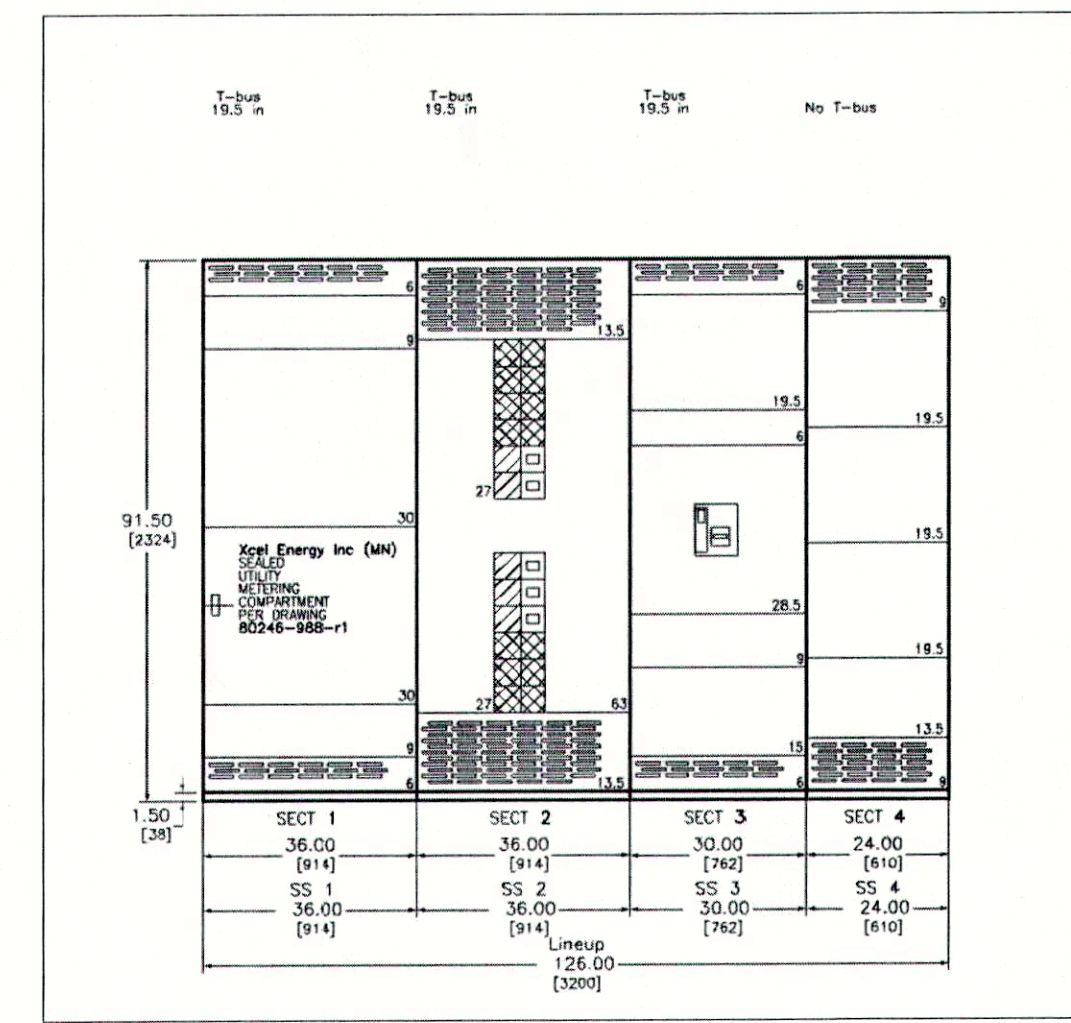 T-bus
19.5 in
T-bus
19.5 in
T-bus
19.5 in
No T-bus
6
9
30
30
9
6
Xcel Energy Inc (MN)
SEALED
UTILITY
METERING
COMPARTMENT
PER DRAWING
80246-988-r1
13.5
27
27
63
13.5
6
19.5
6
28.5
9
15
6
9
19.5
19.5
19.5
13.5
9
91.50
[2324]
1.50
[38]
SECT 1
36.00
[914]
SS 1
36.00
[914]
SECT 2
36.00
[914]
SS 2
36.00
[914]
SECT 3
30.00
[762]
SS 3
30.00
[762]
SECT 4
24.00
[610]
SS 4
24.00
[610]
Lineup
126.00
[3200]